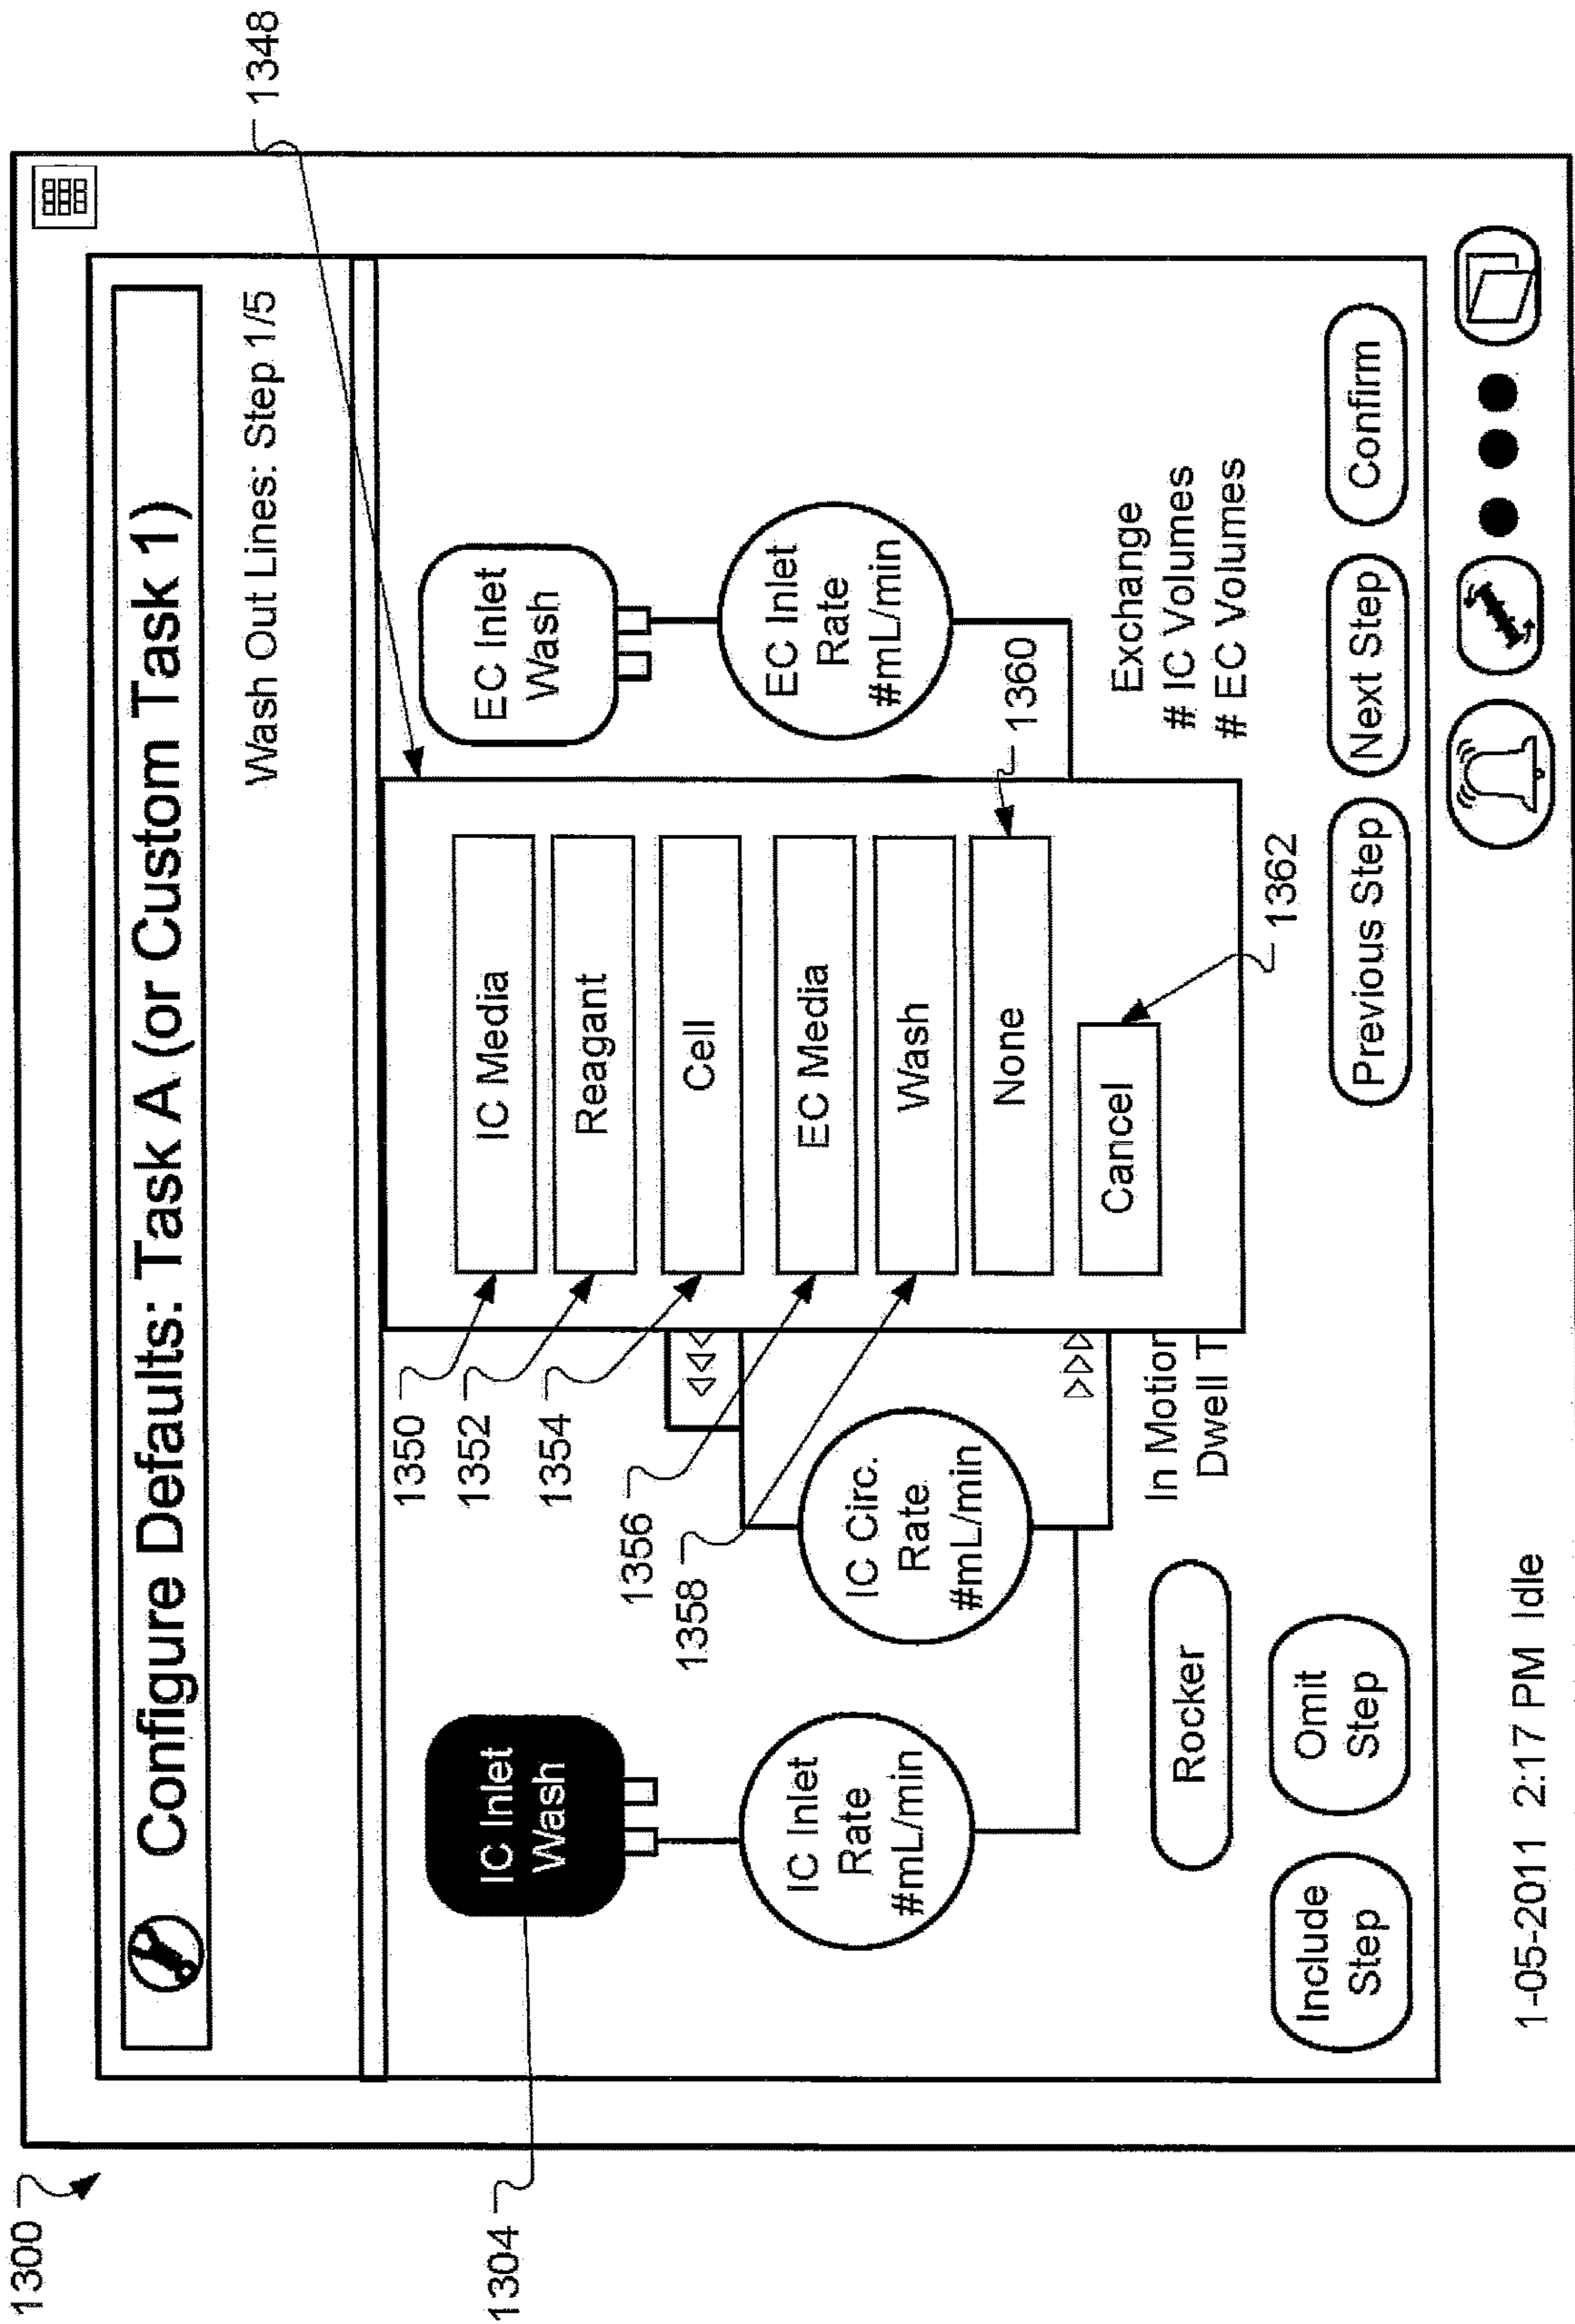 1300
Configure Defaults: Task A (or Custom Task 1)
Wash Out Lines: Step 1/5
1348
1304
IC Inlet
Wash
IC Inlet
Rate
#mL/min
IC Circ.
Rate
#mL/min
1350
1352
1354
1356
1358
IC Media
Reagant
Cell
EC Media
Wash
None
Cancel
1360
1362
EC Inlet
Wash
EC Inlet
Rate
#mL/min
Exchange
# IC Volumes
# EC Volumes
In Motion
Dwell T
Rocker
Include
Step
Omit
Step
Previous Step
Next Step
Confirm
1-05-2011 2:17 PM Idle